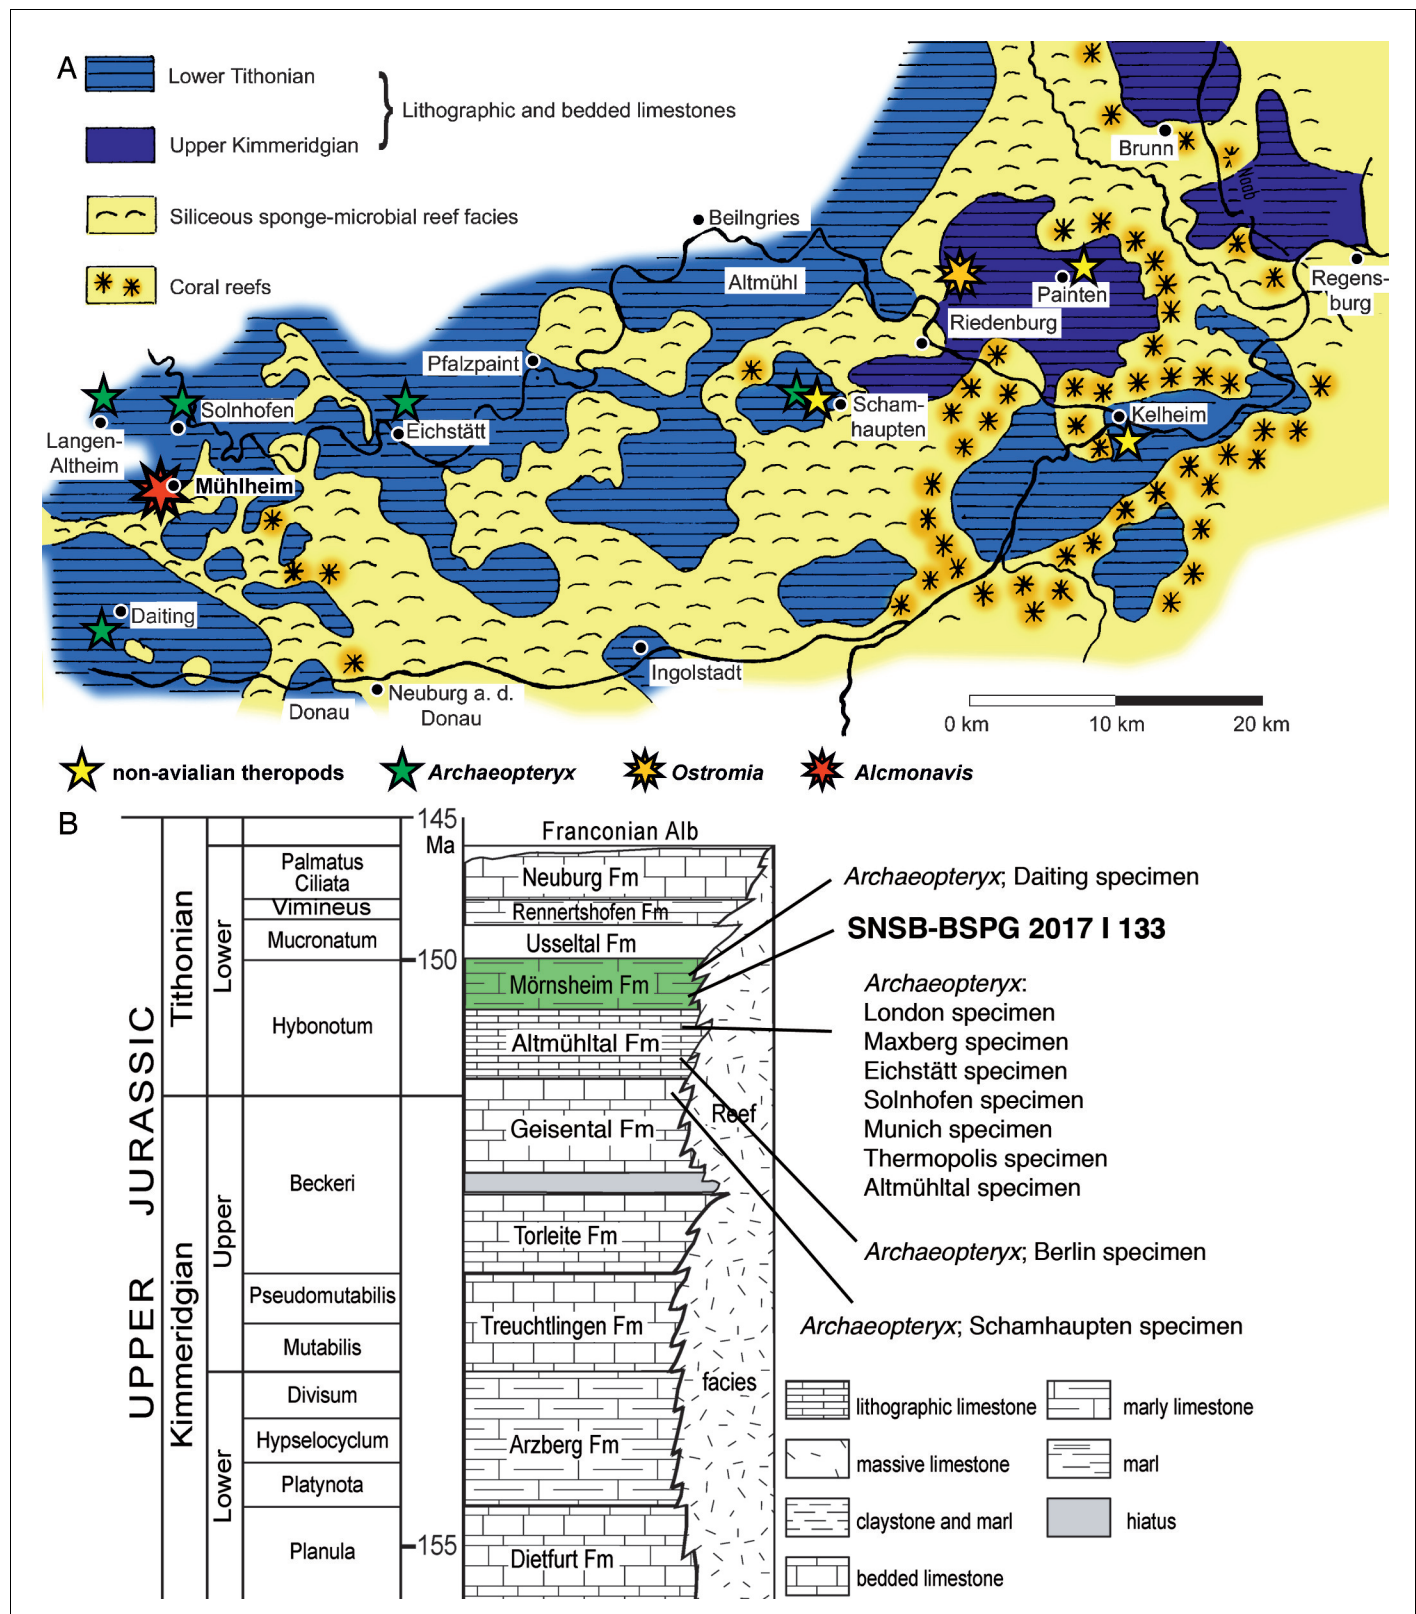 A
Lower Tithonian
Lithographic and bedded limestones
Upper Kimmeridgian
Siliceous sponge-microbial reef facies
Coral reefs
Brunn
Naab
Beilngries
Altmühl
Painten
Regens-
burg
Riedenburg
Pfalzpaint
Solnhofen
Eichstätt
Scham-
haupten
Kelheim
Langen-
Altheim
Mühlheim
Daiting
Ingolstadt
Neuburg a. d.
Donau
Donau
0 km
10 km
20 km
non-avialian theropods
Archaeopteryx
Ostromia
Alcmonavis
B
145
Ma
Franconian Alb
UPPER JURASSIC
Tithonian
Kimmeridgian
Lower
Upper
Lower
Palmatus
Ciliata
Vimineus
Mucronatum
Hybonotum
Beckeri
Pseudomutabilis
Mutabilis
Divisum
Hypselocyclum
Platynota
Planula
150
155
Neuburg Fm
Rennertshofen Fm
Usseltal Fm
Mörnsheim Fm
Altmühltal Fm
Geisental Fm
Torleite Fm
Treuchtlingen Fm
Arzberg Fm
Dietfurt Fm
Reef
facies
Archaeopteryx; Daiting specimen
SNSB-BSPG 2017 I 133
Archaeopteryx:
London specimen
Maxberg specimen
Eichstätt specimen
Solnhofen specimen
Munich specimen
Thermopolis specimen
Altmühltal specimen
Archaeopteryx; Berlin specimen
Archaeopteryx; Schamhaupten specimen
lithographic limestone
marly limestone
massive limestone
marl
claystone and marl
hiatus
bedded limestone